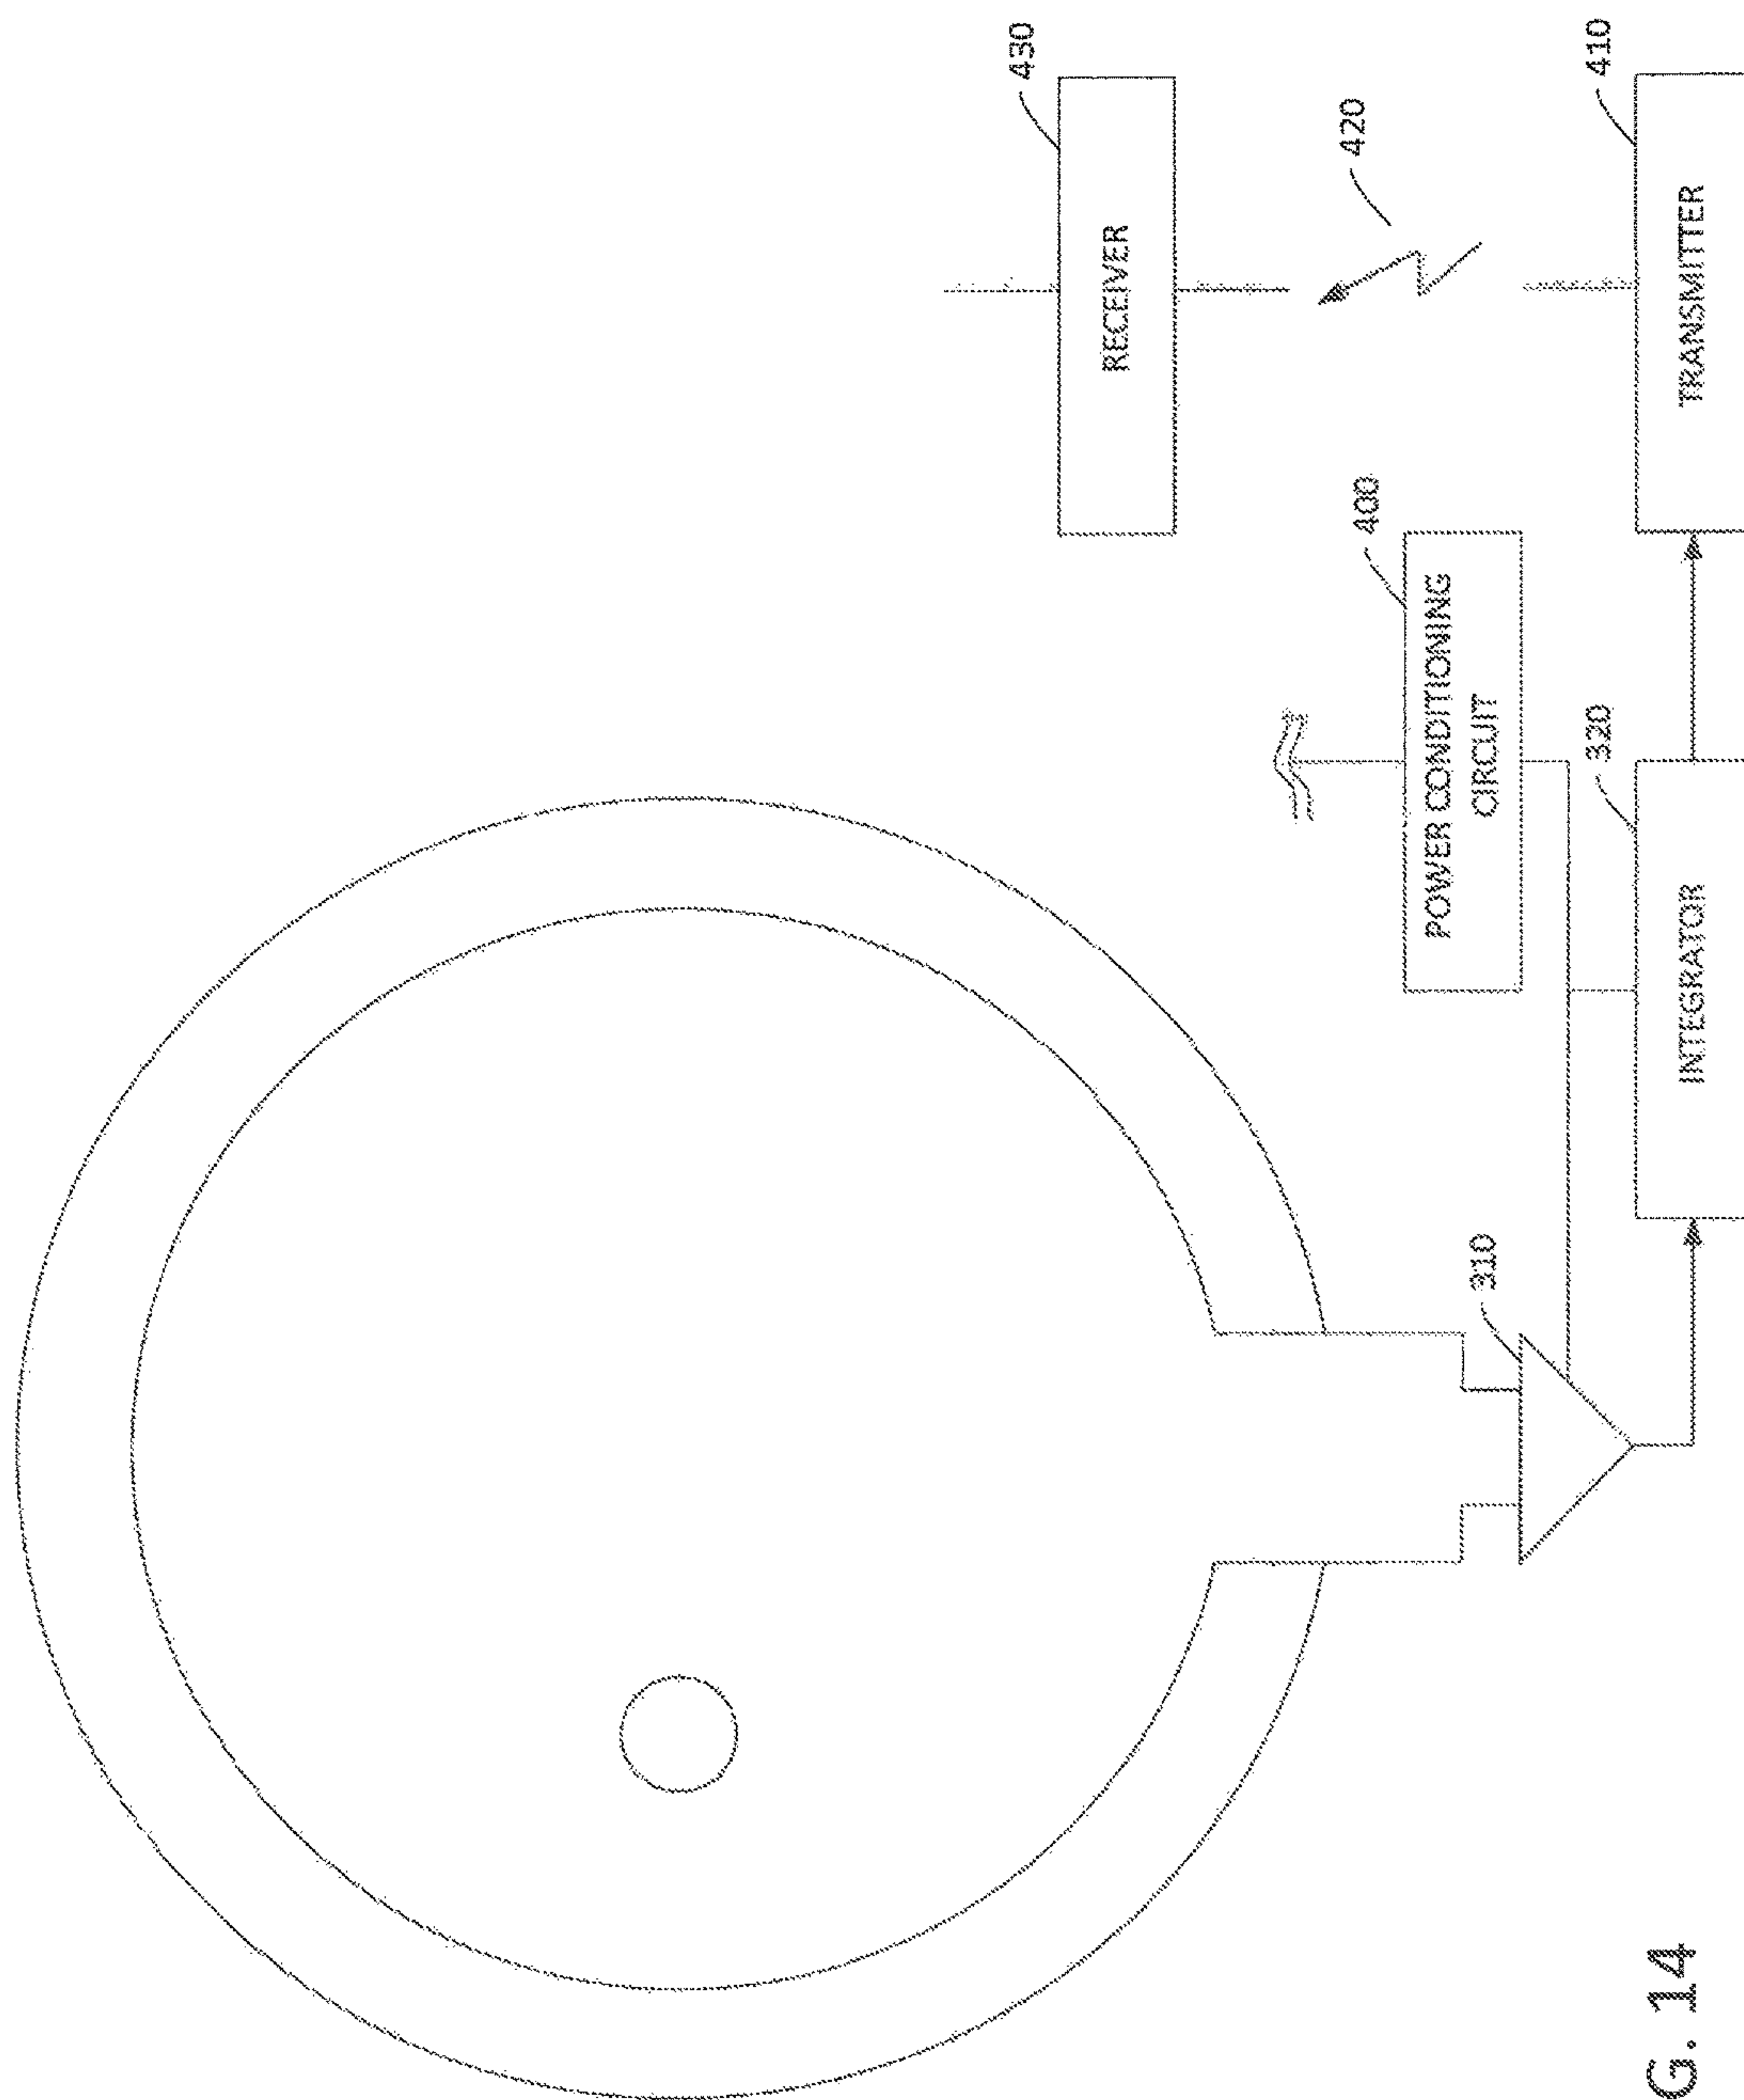 430
RECEIVER
420
410
TRANSMITTER
400
POWER CONDITIONING
CIRCUIT
320
INTEGRATOR
310
G. 14